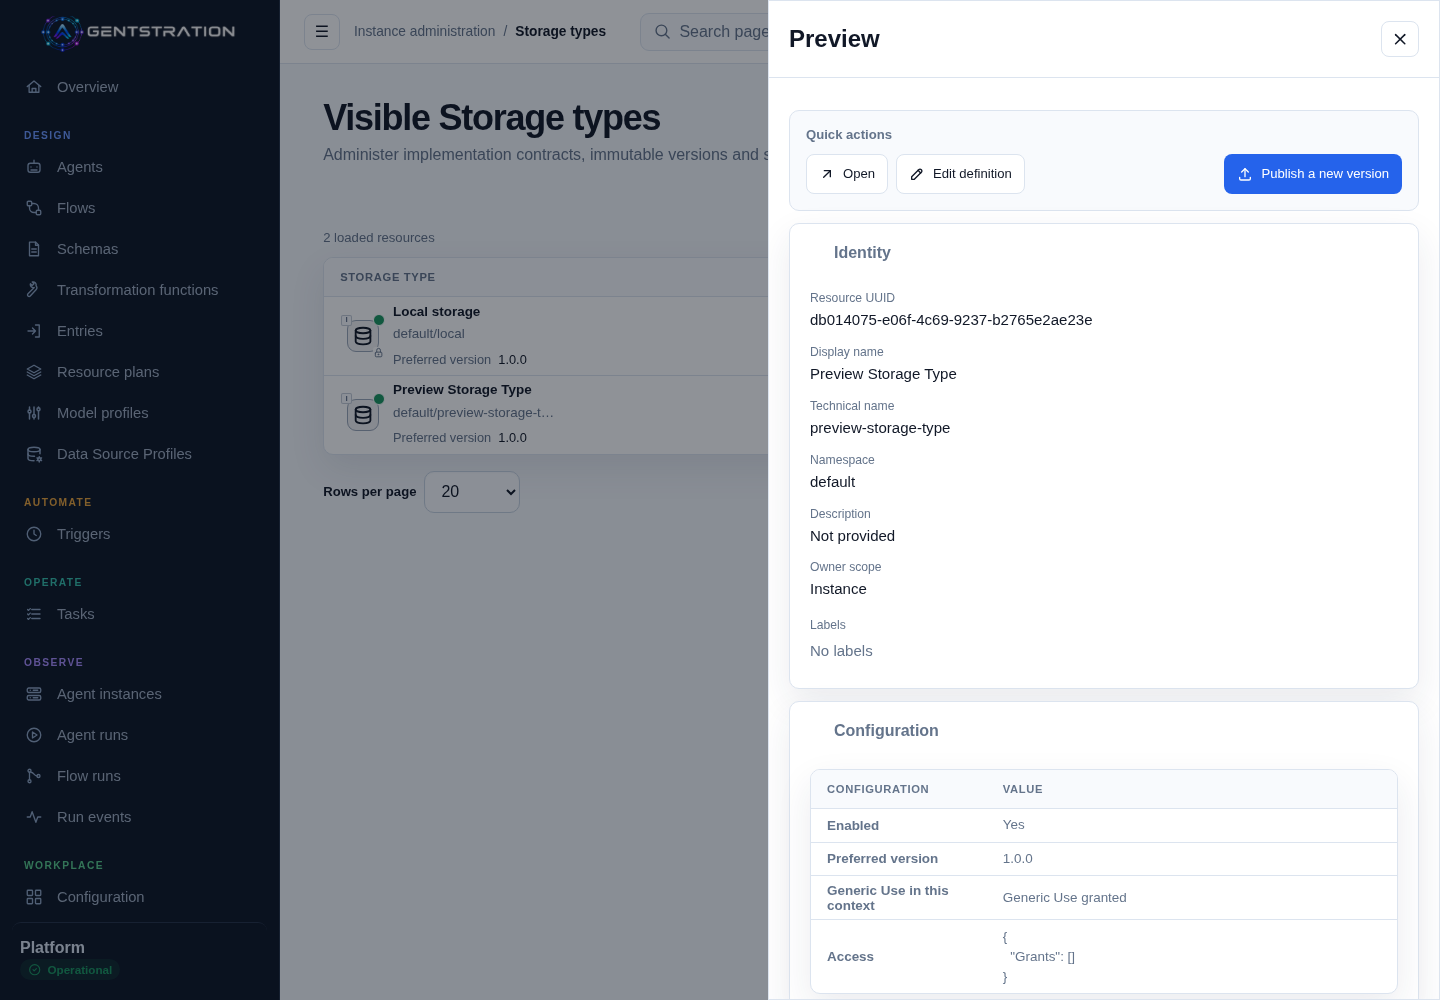 GENTSTRATION
Overview
DESIGN
Agents
Flows
Schemas
Transformation functions
Entries
Resource plans
Model profiles
Data Source Profiles
AUTOMATE
Triggers
OPERATE
Tasks
OBSERVE
Agent instances
Agent runs
Flow runs
Run events
WORKPLACE
Configuration
Platform
Operational
Instance administration / Storage types
Search page
Visible Storage types
Administer implementation contracts, immutable versions and s
2 loaded resources
STORAGE TYPE
I
Local storage
default/local
Preferred version 1.0.0
I
Preview Storage Type
default/preview-storage-t…
Preferred version 1.0.0
Rows per page 20
Preview
Quick actions
Open
Edit definition
Publish a new version
Identity
Resource UUID
db014075-e06f-4c69-9237-b2765e2ae23e
Display name
Preview Storage Type
Technical name
preview-storage-type
Namespace
default
Description
Not provided
Owner scope
Instance
Labels
No labels
Configuration
CONFIGURATION VALUE
Enabled Yes
Preferred version 1.0.0
Generic Use in this
context
Generic Use granted
Access
{
"Grants": []
}